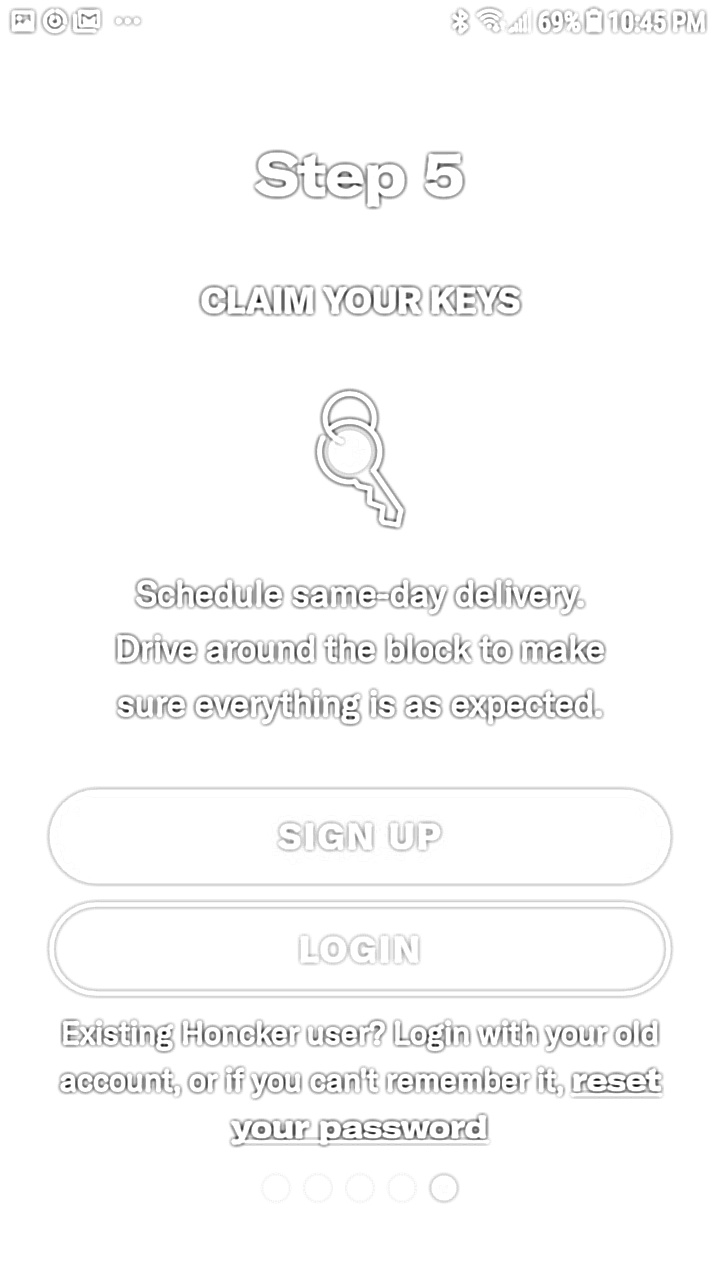 69% 10:45 PM
Step 5
CLAIM YOUR KEYS
Schedule same-day delivery.
Drive around the block to make
sure everything is as expected.
SIGN UP
LOGIN
Existing Honcker user? Login with your old
account, or if you can't remember it, reset
your password